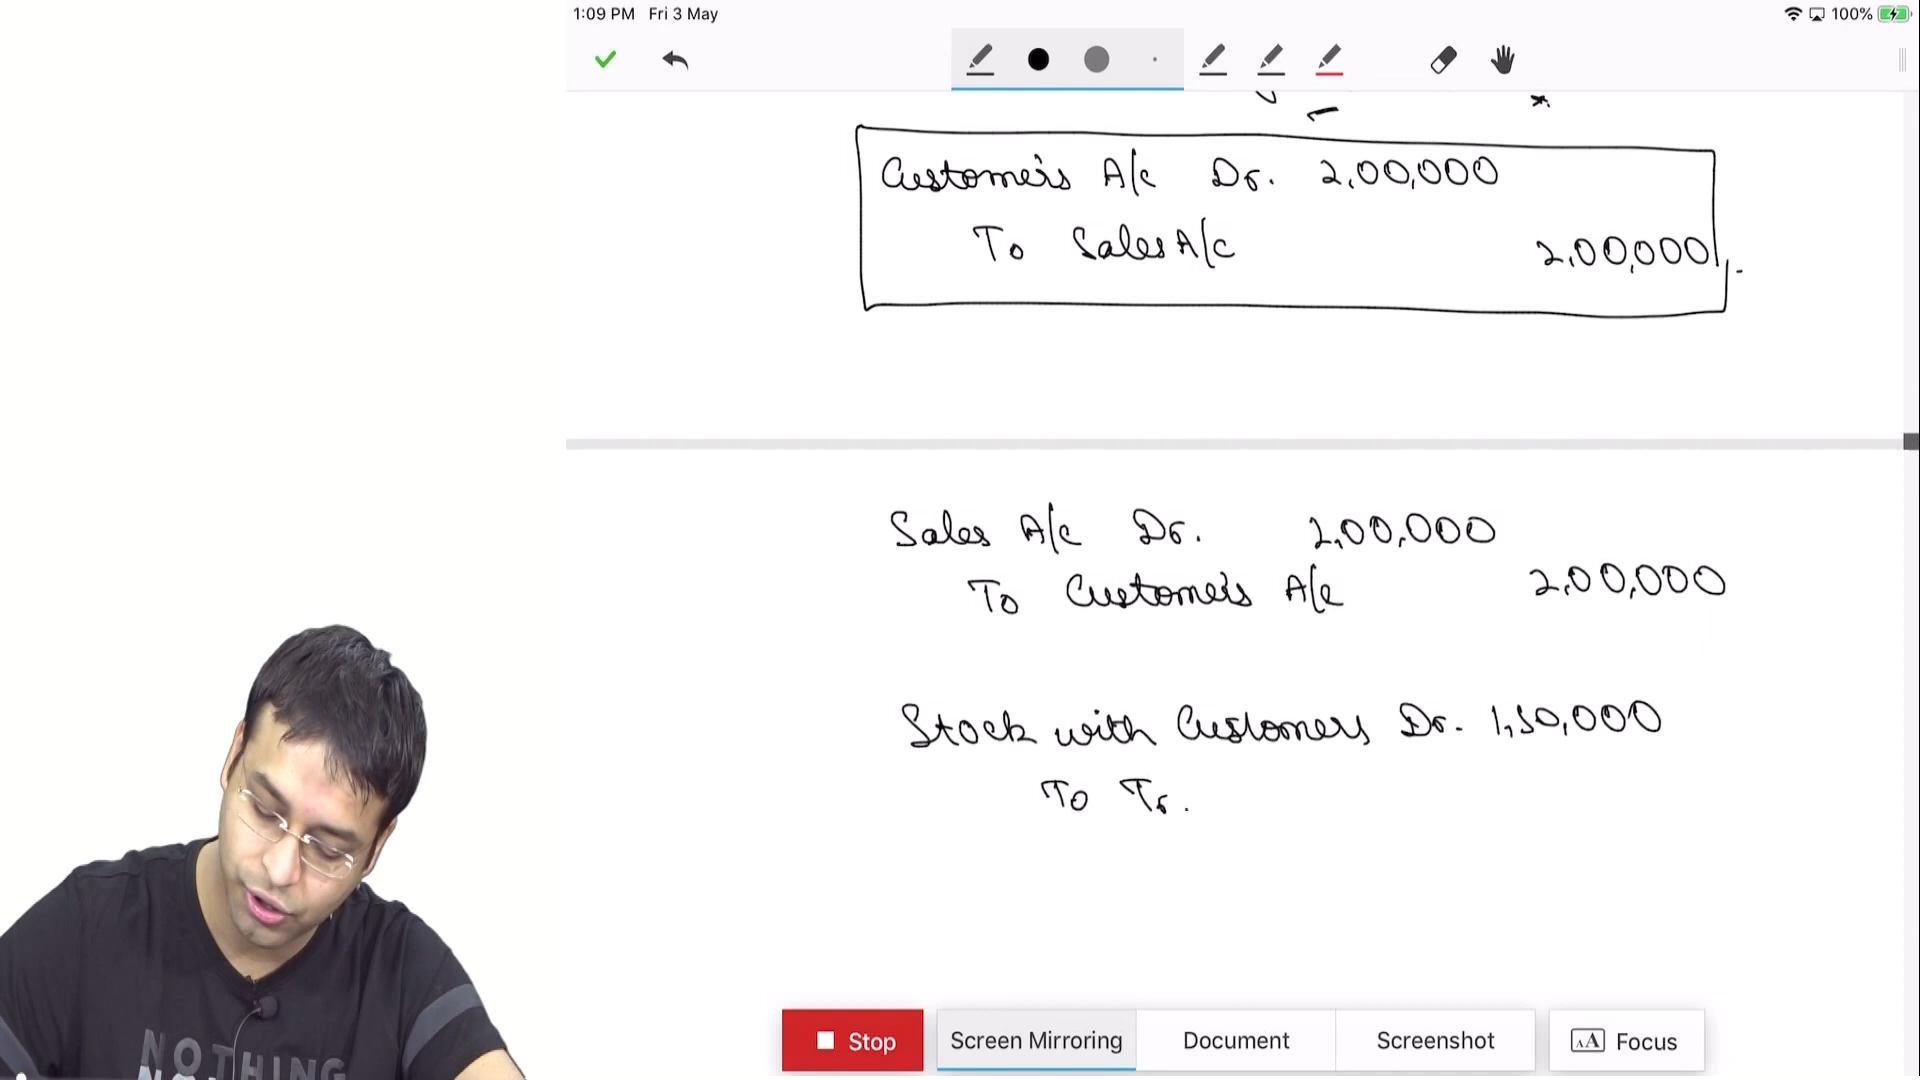 1:09 PM Fri 3 May
100%
Customer's A/c Dr. 2,00,000
To Sales A/c 2,00,000
Sales A/c Dr. 2,00,000
To Customer's A/c 2,00,000
Stock with Customers Dr. 1,50,000
To Tr.
NOTHING
Stop Screen Mirroring Document Screenshot AA Focus